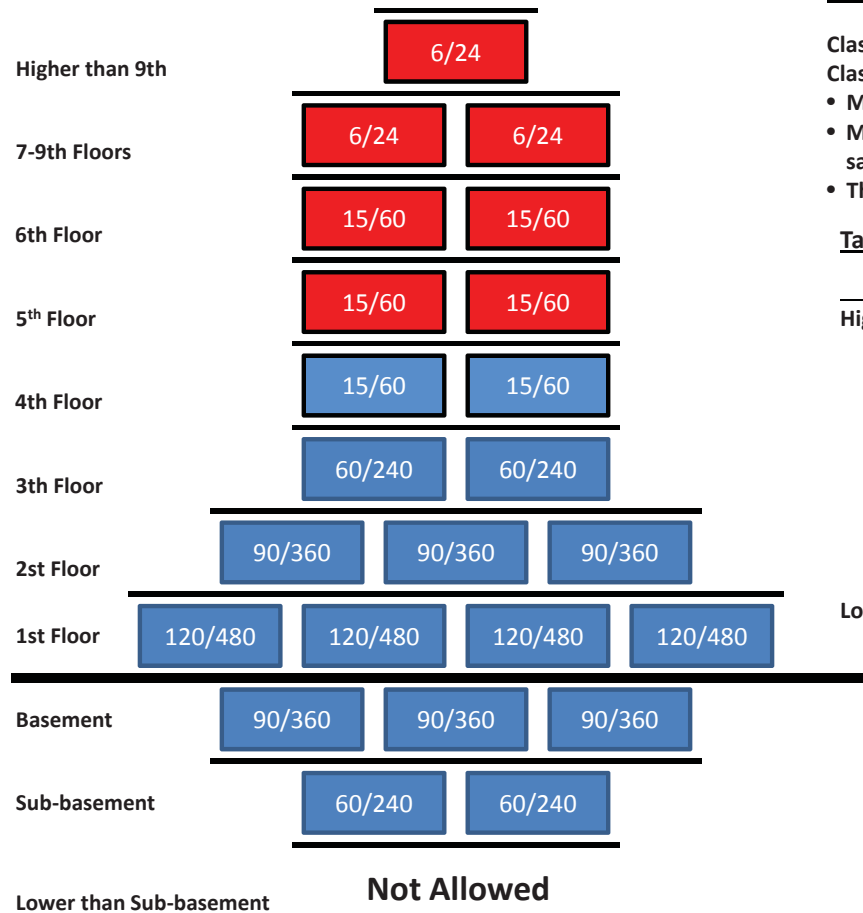 Higher than 9th
6/24
7-9th Floors
6/24 6/24
6th Floor
15/60 15/60
5th Floor
15/60 15/60
4th Floor
15/60 15/60
3th Floor
60/240 60/240
2st Floor
90/360 90/360 90/360
1st Floor
120/480 120/480 120/480 120/480
Basement
90/360 90/360 90/360
Sub-basement
60/240 60/240
Lower than Sub-basement
Not Allowed